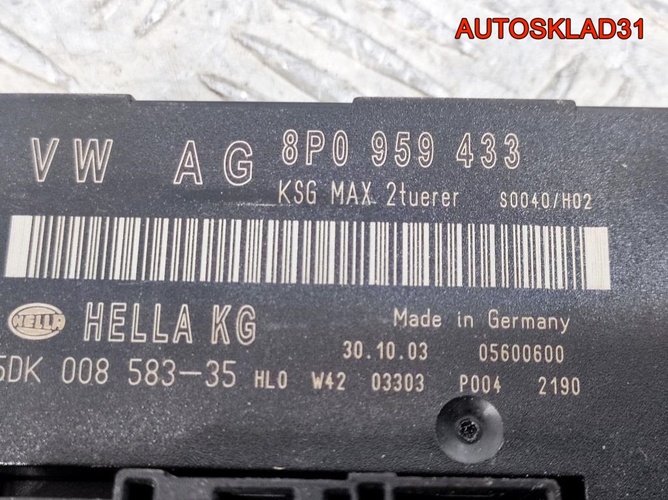 AUTOSKLAD31
VW AG 8P0 959 433
KSG MAX 2tuerer S0040/H02
HELLA HELLA KG Made in Germany
30.10.03 05600600
5DK 008 583-35 HL0 W42 03303 P004 2190